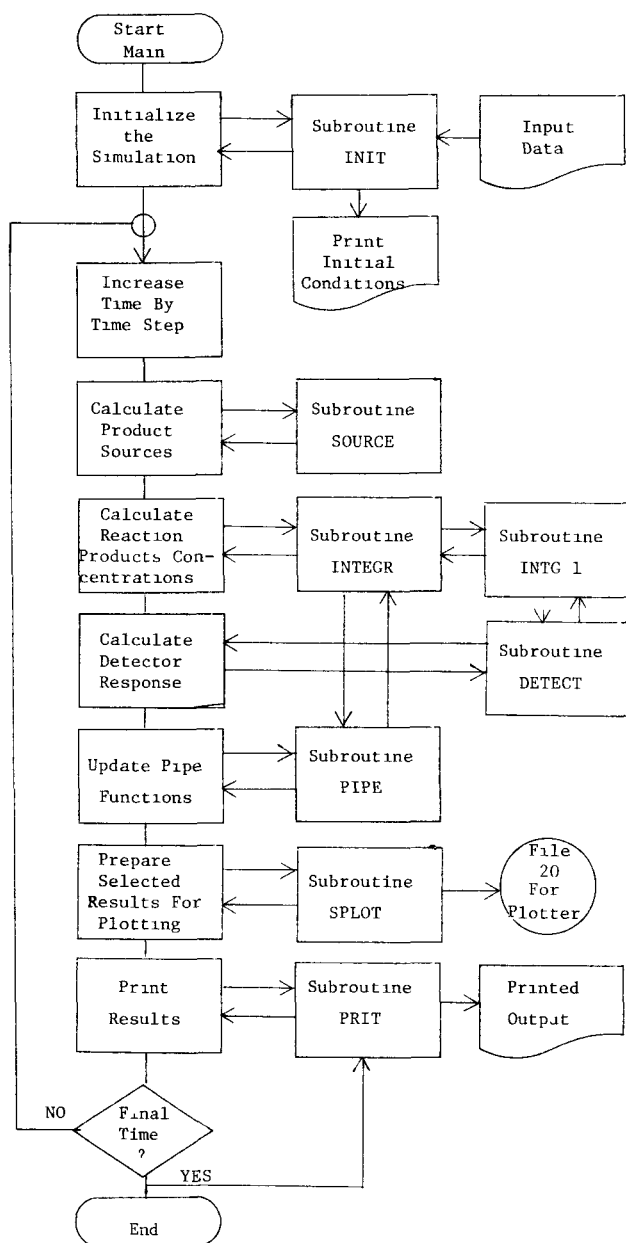 Start
Main
Initialize
the
Simulation
Subroutine
INIT
Input
Data
Print
Initial
Conditions
Increase
Time By
Time Step
Calculate
Product
Sources
Subroutine
SOURCE
Calculate
Reaction
Products Con-
centrations
Subroutine
INTEGR
Subroutine
INTG 1
Calculate
Detector
Response
Subroutine
DETECT
Update Pipe
Functions
Subroutine
PIPE
Prepare
Selected
Results For
Plotting
Subroutine
SPLOT
File
20
For
Plotter
Print
Results
Subroutine
PRIT
Printed
Output
NO
Final
Time
?
YES
End